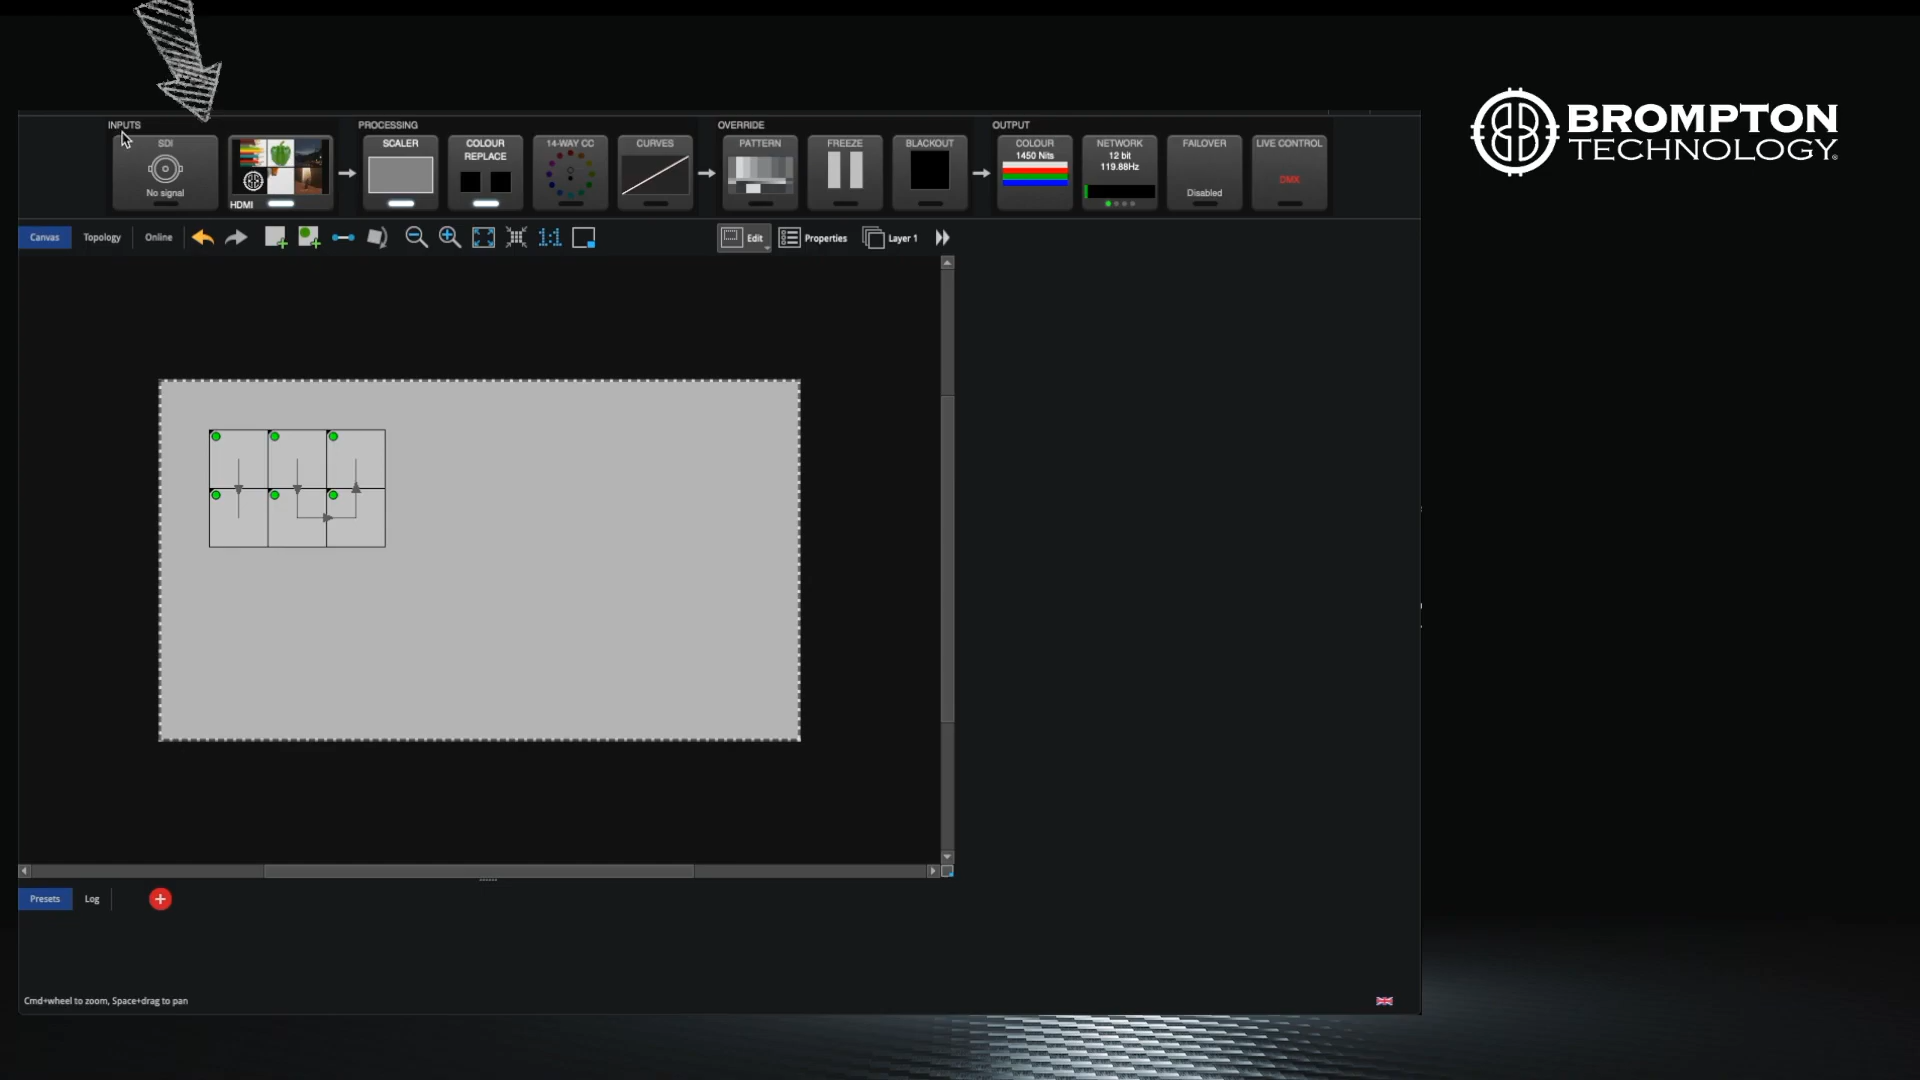 BROMPTON
TECHNOLOGY
INPUTS
SDI
No signal
HDMI
PROCESSING
SCALER
COLOUR
REPLACE
14-WAY CC
CURVES
OVERRIDE
PATTERN
FREEZE
BLACKOUT
OUTPUT
COLOUR
1450 Nits
NETWORK
12 bit
119.88Hz
FAILOVER
Disabled
LIVE CONTROL
DMX
Canvas
Topology
Online
1:1
Edit
Properties
Layer 1
Presets
Log
Cmd+wheel to zoom, Space+drag to pan